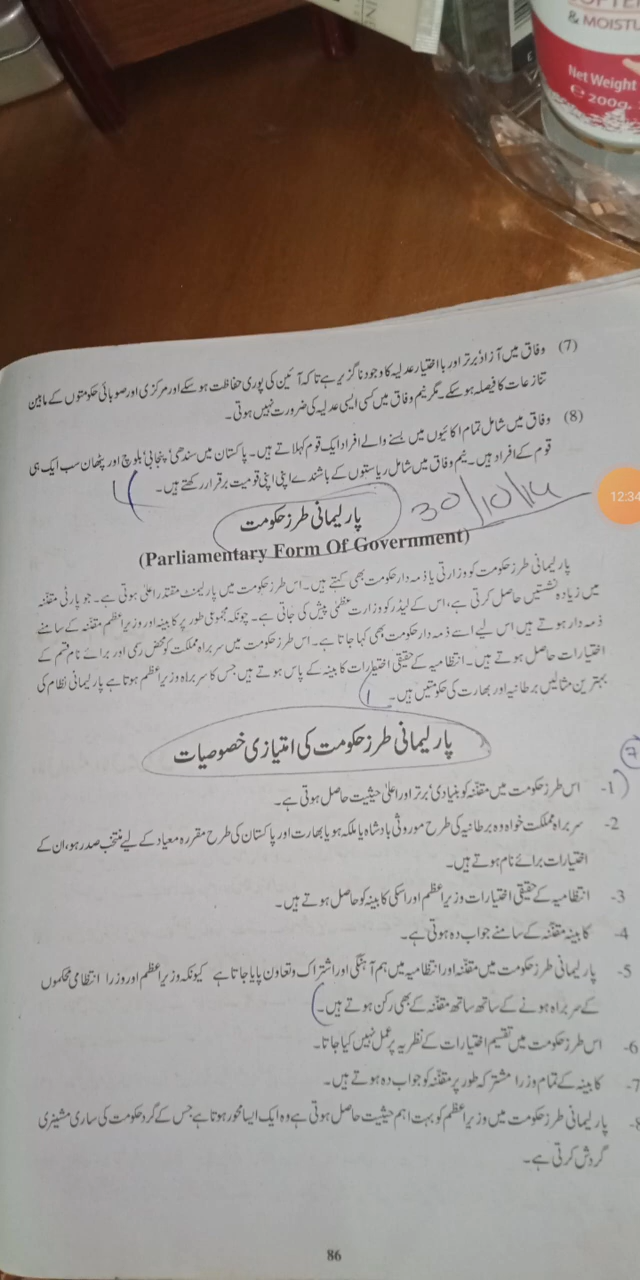 SOFTEN
& MOISTU
Net Weight
℮ 200g.
(7) وفاق میں آزاد، برتر اور بااختیار عدلیہ کا وجود ناگزیر ہے تاکہ آئین کی پوری حفاظت ہو سکے اور مرکزی اور صوبائی حکومتوں کے مابین
تنازعات کا فیصلہ ہو سکے۔ مگر نیم وفاق میں کسی ایسی عدلیہ کی ضرورت نہیں ہوتی۔
(8) وفاق میں شامل تمام اکائیوں میں بسنے والے افراد ایک قوم کہلاتے ہیں۔ پاکستان میں سندھی، پنجابی، بلوچ اور پٹھان سب ایک ہی
قوم کے افراد ہیں۔ نیم وفاق میں شامل ریاستوں کے باشندے اپنی اپنی قومیت برقرار رکھتے ہیں۔
30/10/14
12:34
پارلیمانی طرز حکومت
(Parliamentary Form Of Government)
پارلیمانی طرز حکومت کو وزارتی یا ذمہ دار حکومت بھی کہتے ہیں۔ اس طرز حکومت میں پارلیمنٹ مقتدر اعلیٰ ہوتی ہے۔ جو پارٹی مقننہ
میں زیادہ نشستیں حاصل کرتی ہے، اس کے لیڈر کو وزارت عظمیٰ پیش کی جاتی ہے۔ چونکہ مجموعی طور پر کابینہ اور وزیراعظم مقننہ کے سامنے
ذمہ دار ہوتے ہیں اس لیے اسے ذمہ دار حکومت بھی کہا جاتا ہے۔ اس طرز حکومت میں سربراہ مملکت کو محض رسمی اور برائے نام قسم کے
اختیارات حاصل ہوتے ہیں۔ انتظامیہ کے حقیقی اختیارات کابینہ کے پاس ہوتے ہیں جس کا سربراہ وزیراعظم ہوتا ہے پارلیمانی نظام کی
بہترین مثالیں برطانیہ اور بھارت کی حکومتیں ہیں۔
پارلیمانی طرز حکومت کی امتیازی خصوصیات
1- اس طرز حکومت میں مقننہ کو بنیادی، برتر اور اعلیٰ حیثیت حاصل ہوتی ہے۔
2- سربراہ مملکت خواہ وہ برطانیہ کی طرح موروثی بادشاہ یا ملکہ ہو یا بھارت اور پاکستان کی طرح مقررہ معیاد کے لیے منتخب صدر ہو، ان کے
اختیارات برائے نام ہوتے ہیں۔
3- انتظامیہ کے حقیقی اختیارات وزیراعظم اور اسکی کابینہ کو حاصل ہوتے ہیں۔
4- کابینہ مقننہ کے سامنے جواب دہ ہوتی ہے۔
5- پارلیمانی طرز حکومت میں مقننہ اور انتظامیہ میں ہم آہنگی اور اشتراک و تعاون پایا جاتا ہے کیونکہ وزیراعظم اور وزرا انتظامی محکموں
کے سربراہ ہونے کے ساتھ ساتھ مقننہ کے بھی رکن ہوتے ہیں۔
6- اس طرز حکومت میں تقسیم اختیارات کے نظریہ پر عمل نہیں کیا جاتا۔
7- کابینہ کے تمام وزرا مشترکہ طور پر مقننہ کو جواب دہ ہوتے ہیں۔
8- پارلیمانی طرز حکومت میں وزیراعظم کو بہت اہم حیثیت حاصل ہوتی ہے وہ ایک ایسا محور ہوتا ہے جس کے گرد حکومت کی ساری مشینری
گردش کرتی ہے۔
86